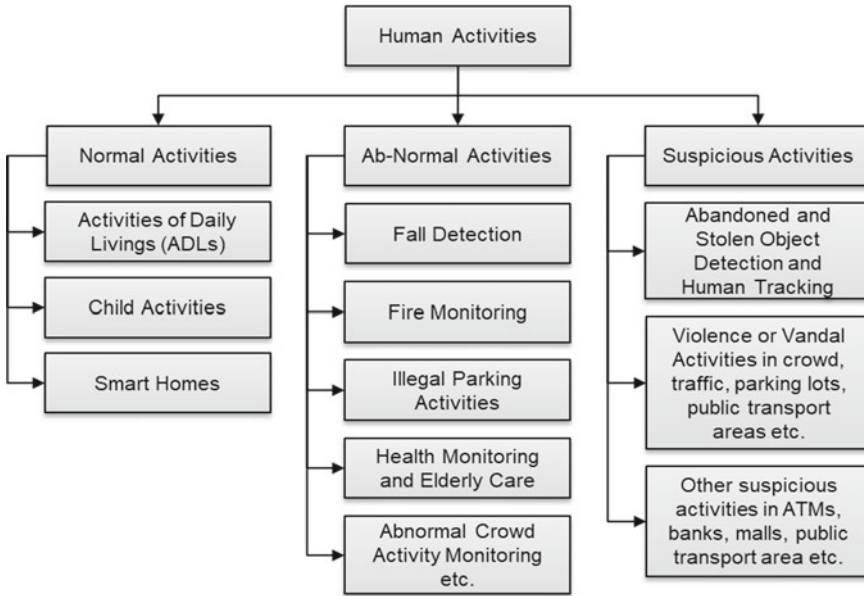 Human Activities
Normal Activities
Activities of Daily
Livings (ADLs)
Child Activities
Smart Homes
Ab-Normal Activities
Fall Detection
Fire Monitoring
Illegal Parking
Activities
Health Monitoring
and Elderly Care
Abnormal Crowd
Activity Monitoring
etc.
Suspicious Activities
Abandoned and
Stolen Object
Detection and
Human Tracking
Violence or Vandal
Activities in crowd,
traffic, parking lots,
public transport
areas etc.
Other suspicious
activities in ATMs,
banks, malls, public
transport area etc.